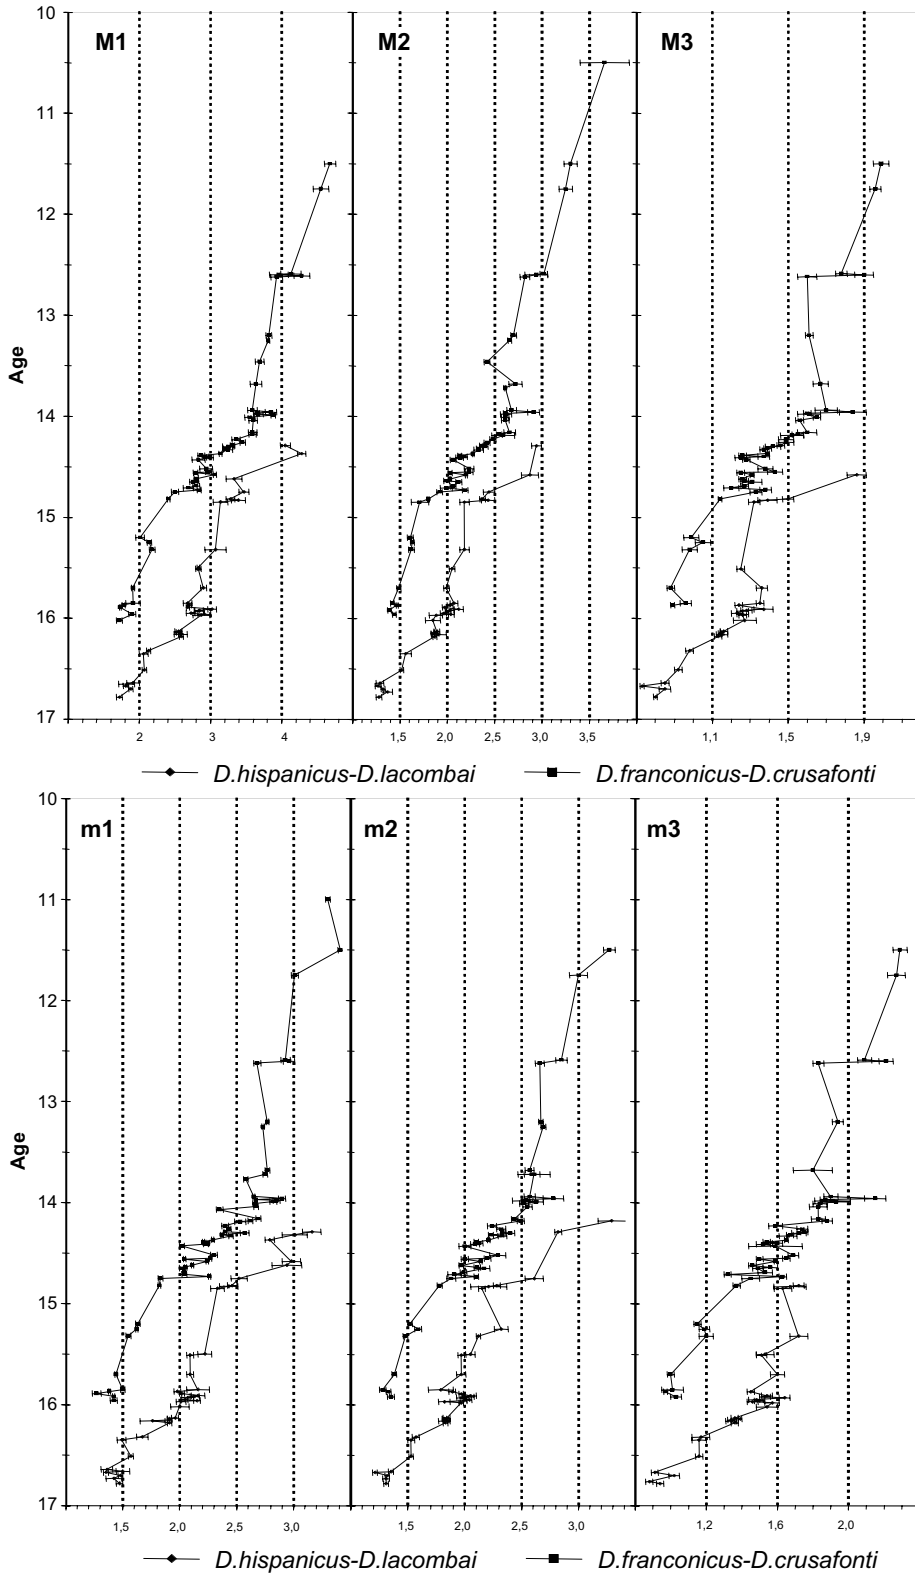 10
M1 M2 M3
11
12
13
Age
14
15
16
17
2 3 4 1,5 2,0 2,5 3,0 3,5 1,1 1,5 1,9
D.hispanicus-D.lacombai D.franconicus-D.crusafonti
10
m1 m2 m3
11
12
13
Age
14
15
16
17
1,5 2,0 2,5 3,0 1,5 2,0 2,5 3,0 1,2 1,6 2,0
D.hispanicus-D.lacombai D.franconicus-D.crusafonti